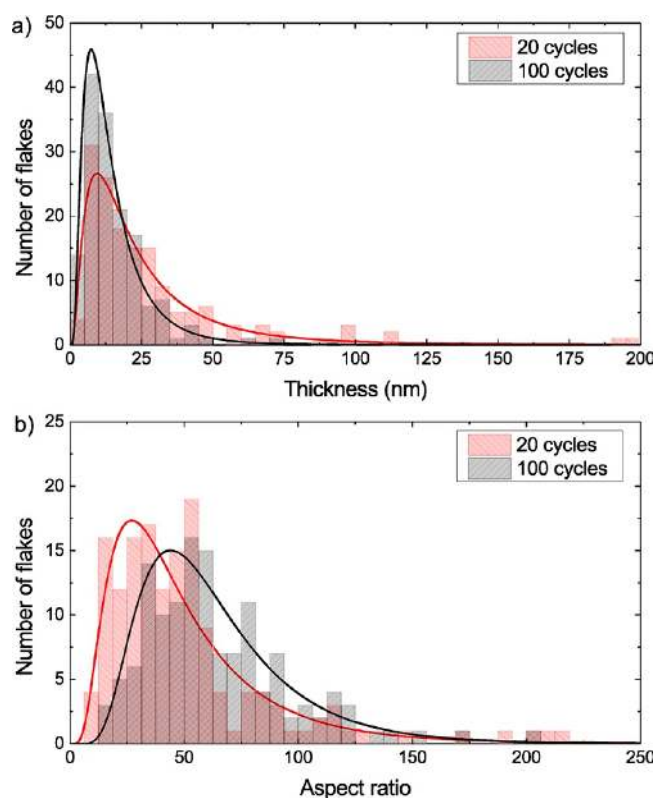 a)
50
40
30
20
10
0
Number of flakes
20 cycles
100 cycles
0 25 50 75 100 125 150 175 200
Thickness (nm)
b)
25
20
15
10
5
0
Number of flakes
20 cycles
100 cycles
0 50 100 150 200 250
Aspect ratio